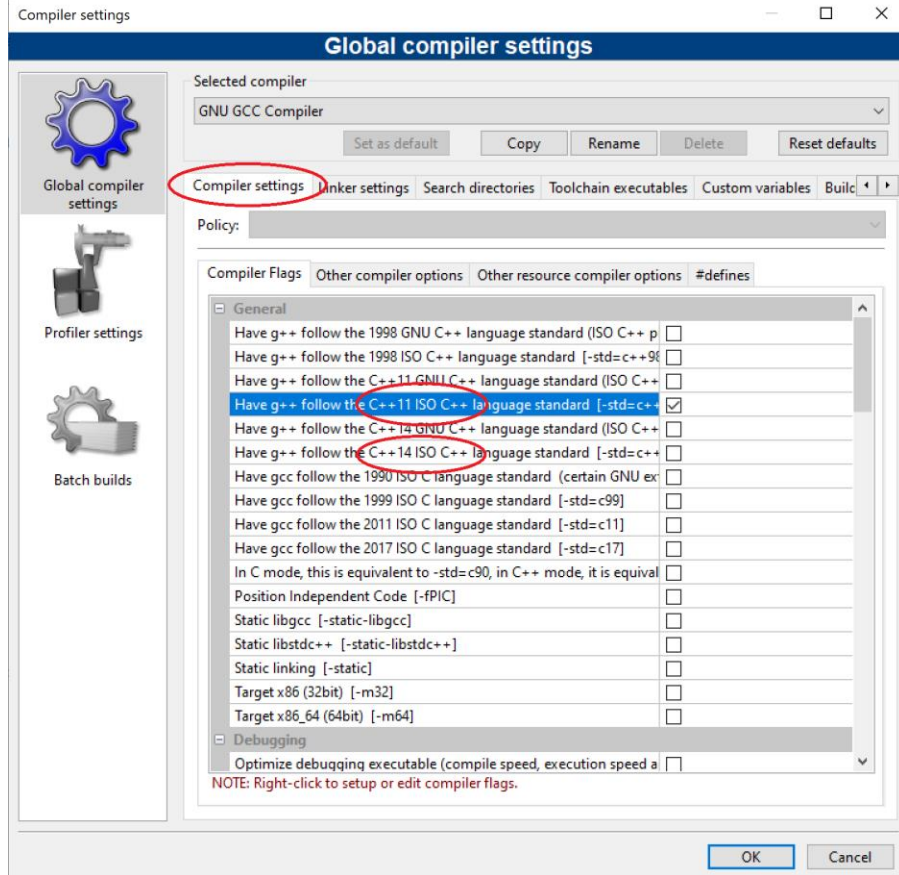 Compiler settings
Global compiler settings
Selected compiler
GNU GCC Compiler
Set as default
Copy
Rename
Delete
Reset defaults
Global compiler
settings
Profiler settings
Batch builds
Compiler settings
Linker settings
Search directories
Toolchain executables
Custom variables
Builc
Policy:
Compiler Flags
Other compiler options
Other resource compiler options
#defines
General
Have g++ follow the 1998 GNU C++ language standard (ISO C++ p
Have g++ follow the 1998 ISO C++ language standard [-std=c++98
Have g++ follow the C++11 GNU C++ language standard (ISO C++
Have g++ follow the C++11 ISO C++ language standard [-std=c++
Have g++ follow the C++14 GNU C++ language standard (ISO C++
Have g++ follow the C++14 ISO C++ language standard [-std=c++
Have gcc follow the 1990 ISO C language standard (certain GNU ex
Have gcc follow the 1999 ISO C language standard [-std=c99]
Have gcc follow the 2011 ISO C language standard [-std=c11]
Have gcc follow the 2017 ISO C language standard [-std=c17]
In C mode, this is equivalent to -std=c90, in C++ mode, it is equival
Position Independent Code [-fPIC]
Static libgcc [-static-libgcc]
Static libstdc++ [-static-libstdc++]
Static linking [-static]
Target x86 (32bit) [-m32]
Target x86_64 (64bit) [-m64]
Debugging
Optimize debugging executable (compile speed, execution speed a
NOTE: Right-click to setup or edit compiler flags.
OK
Cancel